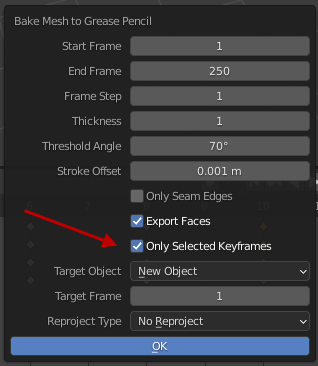 Bake Mesh to Grease Pencil
Start Frame 1
End Frame 250
Frame Step 1
Thickness 1
Threshold Angle 70°
Stroke Offset 0.001 m
Only Seam Edges
Export Faces
Only Selected Keyframes
Target Object New Object
Target Frame 1
Reproject Type No Reproject
OK